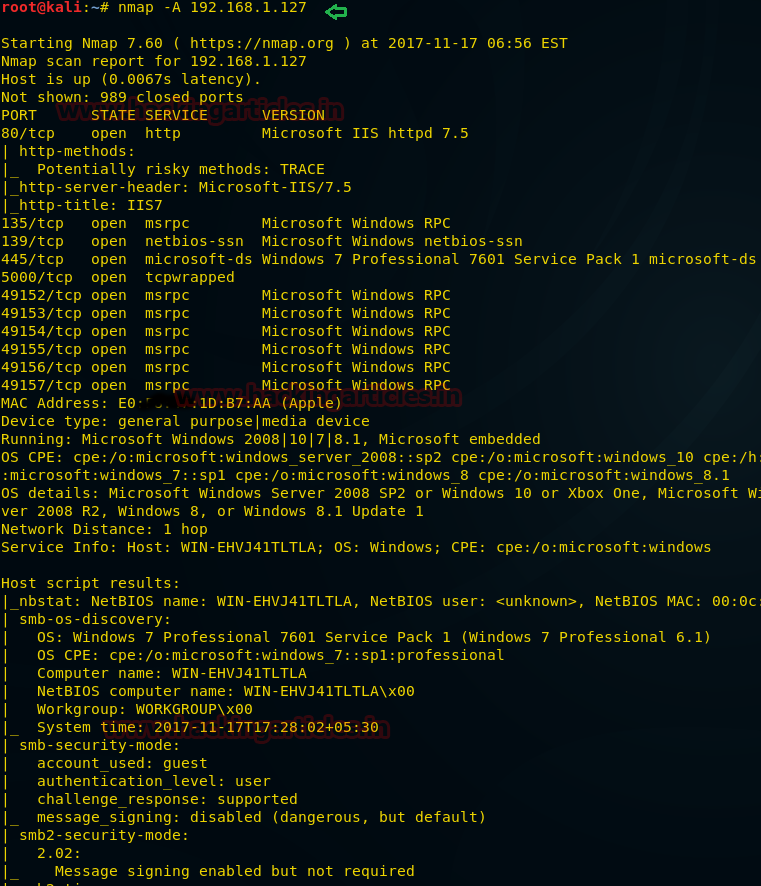 root@kali:~# nmap -A 192.168.1.127
Starting Nmap 7.60 ( https://nmap.org ) at 2017-11-17 06:56 EST
Nmap scan report for 192.168.1.127
Host is up (0.0067s latency).
Not shown: 989 closed ports
www.hackingarticles.in
PORT      STATE SERVICE      VERSION
80/tcp    open  http         Microsoft IIS httpd 7.5
| http-methods:
|_  Potentially risky methods: TRACE
|_http-server-header: Microsoft-IIS/7.5
|_http-title: IIS7
135/tcp   open  msrpc        Microsoft Windows RPC
139/tcp   open  netbios-ssn  Microsoft Windows netbios-ssn
445/tcp   open  microsoft-ds Windows 7 Professional 7601 Service Pack 1 microsoft-ds
5000/tcp  open  tcpwrapped
49152/tcp open  msrpc        Microsoft Windows RPC
49153/tcp open  msrpc        Microsoft Windows RPC
49154/tcp open  msrpc        Microsoft Windows RPC
49155/tcp open  msrpc        Microsoft Windows RPC
49156/tcp open  msrpc        Microsoft Windows RPC
49157/tcp open  msrpc        Microsoft Windows RPC
www.hackingarticles.in
MAC Address: E0: :1D:B7:AA (Apple)
Device type: general purpose|media device
Running: Microsoft Windows 2008|10|7|8.1, Microsoft embedded
OS CPE: cpe:/o:microsoft:windows_server_2008::sp2 cpe:/o:microsoft:windows_10 cpe:/h:
:microsoft:windows_7::sp1 cpe:/o:microsoft:windows_8 cpe:/o:microsoft:windows_8.1
OS details: Microsoft Windows Server 2008 SP2 or Windows 10 or Xbox One, Microsoft Wi
ver 2008 R2, Windows 8, or Windows 8.1 Update 1
Network Distance: 1 hop
Service Info: Host: WIN-EHVJ41TLTLA; OS: Windows; CPE: cpe:/o:microsoft:windows
Host script results:
|_nbstat: NetBIOS name: WIN-EHVJ41TLTLA, NetBIOS user: <unknown>, NetBIOS MAC: 00:0c:
| smb-os-discovery:
|   OS: Windows 7 Professional 7601 Service Pack 1 (Windows 7 Professional 6.1)
|   OS CPE: cpe:/o:microsoft:windows_7::sp1:professional
|   Computer name: WIN-EHVJ41TLTLA
|   NetBIOS computer name: WIN-EHVJ41TLTLA\x00
|   Workgroup: WORKGROUP\x00
|_  System time: 2017-11-17T17:28:02+05:30
www.hackingarticles.in
| smb-security-mode:
|   account_used: guest
|   authentication_level: user
|   challenge_response: supported
|_  message_signing: disabled (dangerous, but default)
| smb2-security-mode:
|   2.02:
|_    Message signing enabled but not required